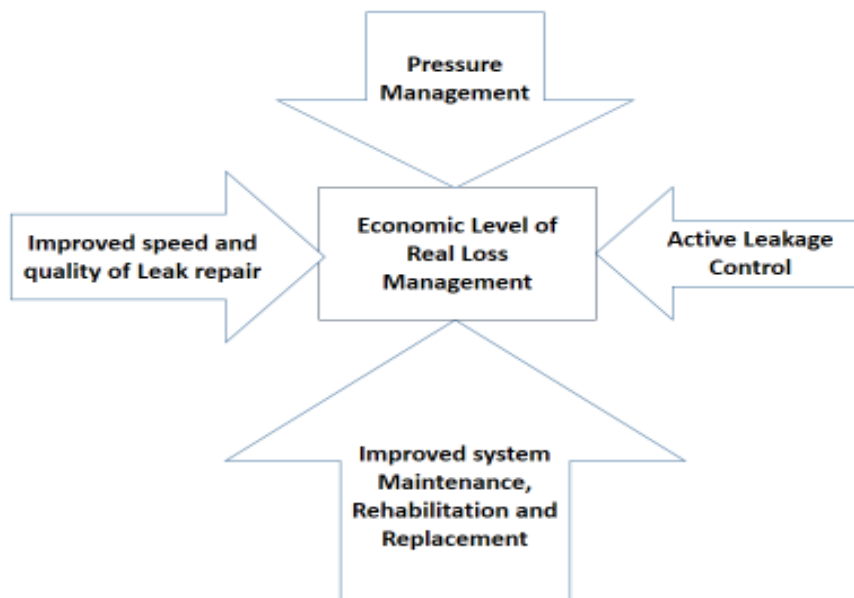 Pressure
Management
Improved speed and
quality of Leak repair
Economic Level of
Real Loss
Management
Active Leakage
Control
Improved system
Maintenance,
Rehabilitation and
Replacement